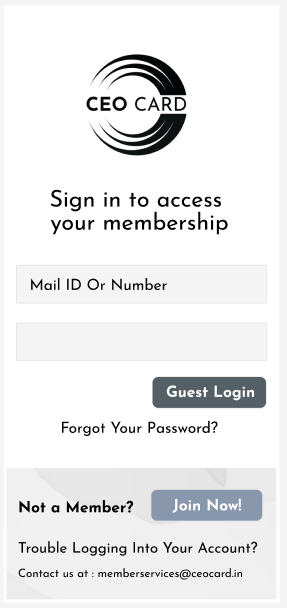 CEO CARD
Sign in to access
your membership
Mail ID Or Number
Guest Login
Forgot Your Password?
Not a Member?
Join Now!
Trouble Logging Into Your Account?
Contact us at : memberservices@ceocard.in